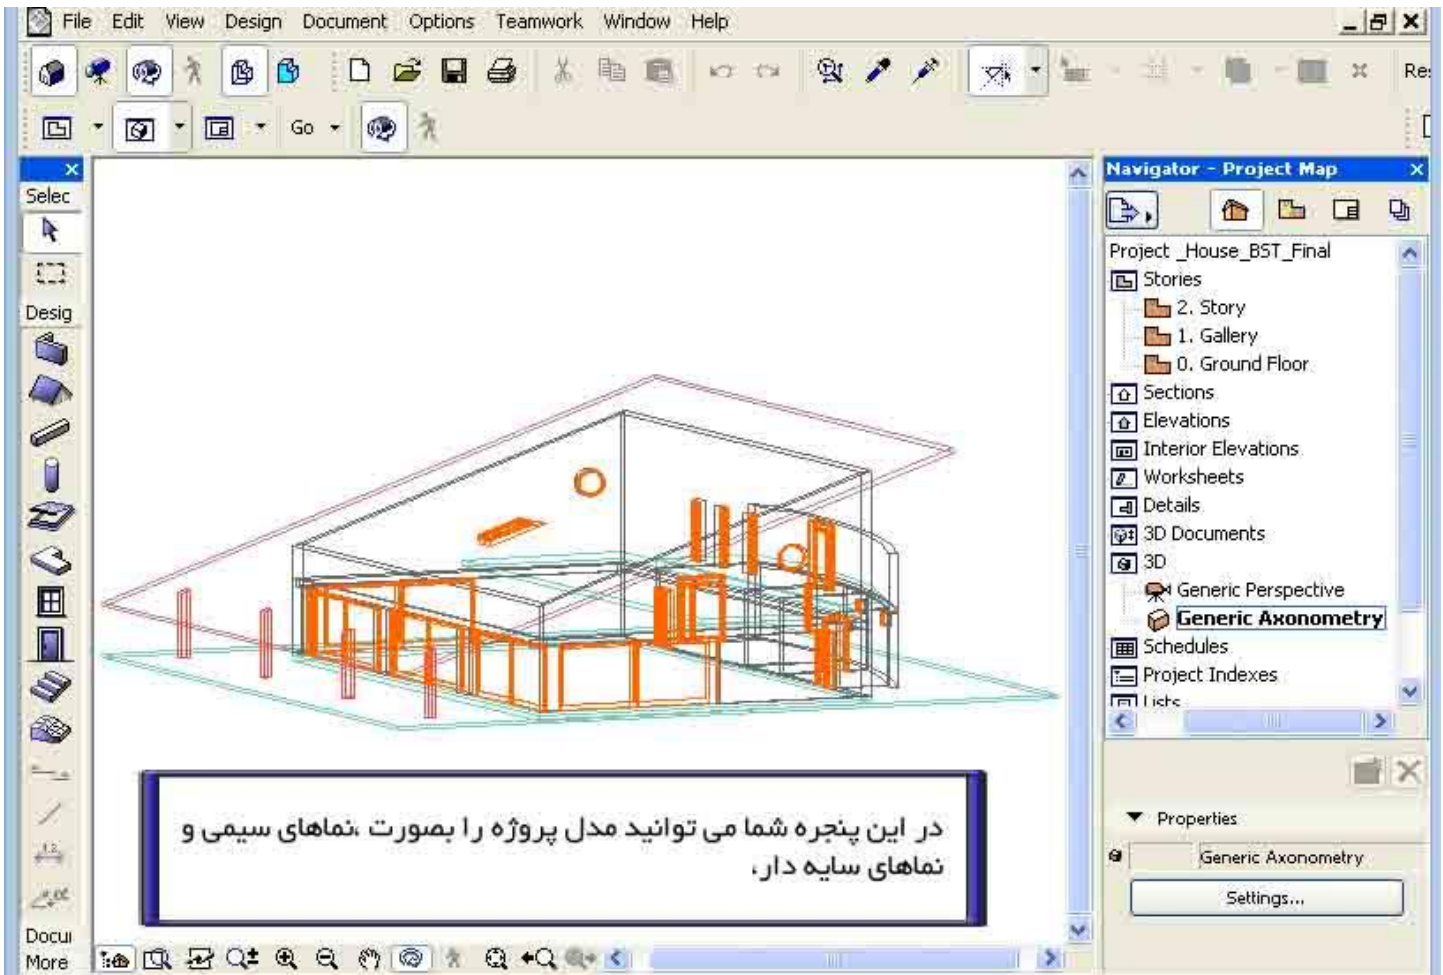 File Edit View Design Document Options Teamwork Window Help
Go
Selec
Desig
Docui
More
Navigator - Project Map
Project _House_BST_Final
Stories
2. Story
1. Gallery
0. Ground Floor
Sections
Elevations
Interior Elevations
Worksheets
Details
3D Documents
3D
Generic Perspective
Generic Axonometry
Schedules
Project Indexes
Lists
Properties
Generic Axonometry
Settings...
در این پنجره شما می توانید مدل پروژه را بصورت ،نماهای سیمی و
نماهای سایه دار،